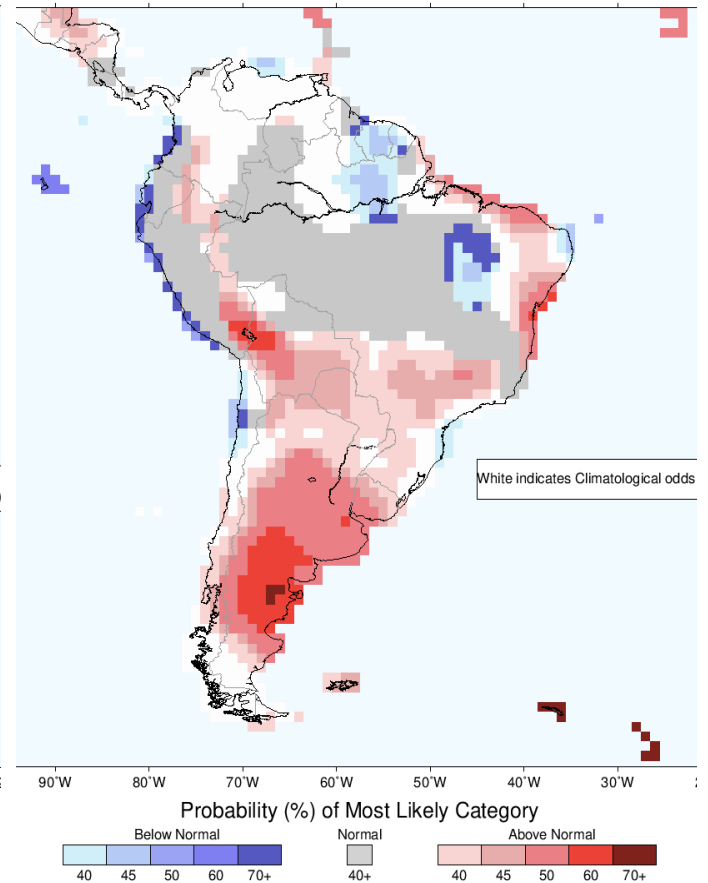 White indicates Climatological odds
90°W 80°W 70°W 60°W 50°W 40°W 30°W
Probability (%) of Most Likely Category
Below Normal Normal Above Normal
40 45 50 60 70+ 40+ 40 45 50 60 70+